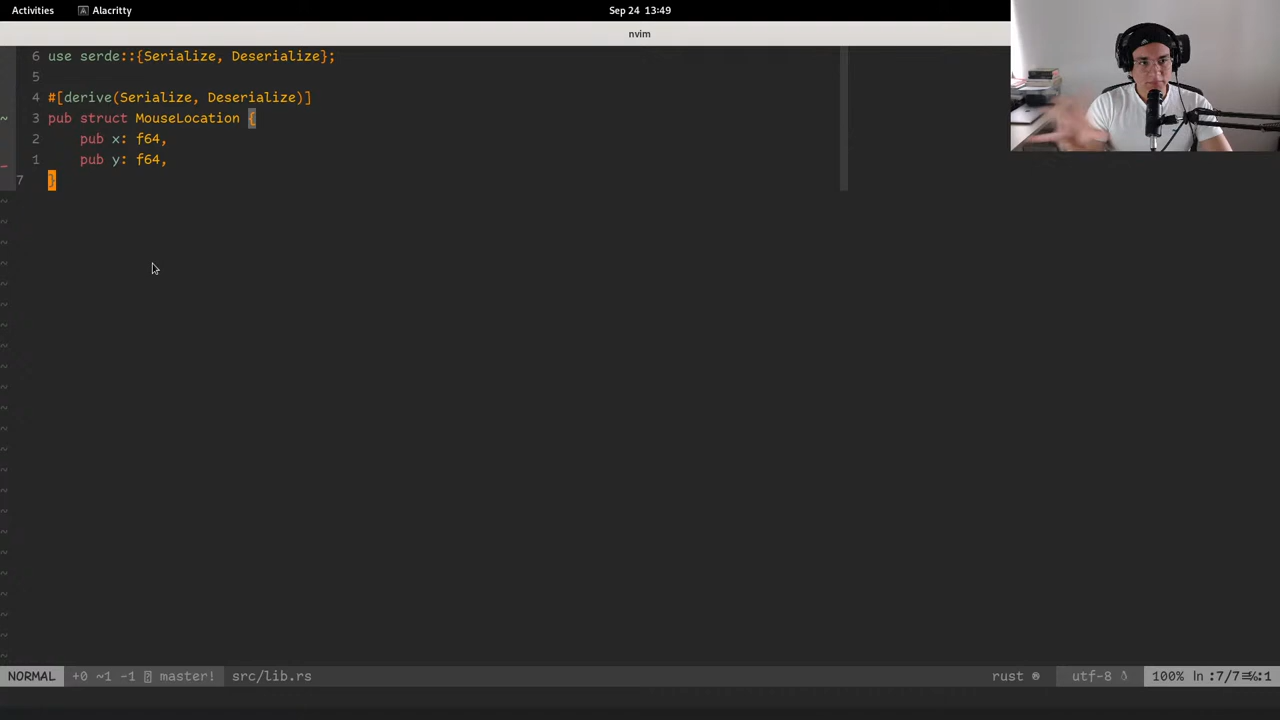 Activities Alacritty Sep 24 13:49
nvim
6 use serde::{Serialize, Deserialize};
5
4 #[derive(Serialize, Deserialize)]
~ 3 pub struct MouseLocation {
2 pub x: f64,
1 pub y: f64,
7 }
NORMAL +0 ~1 -1 master! src/lib.rs rust utf-8 100% ln :7/7 :1